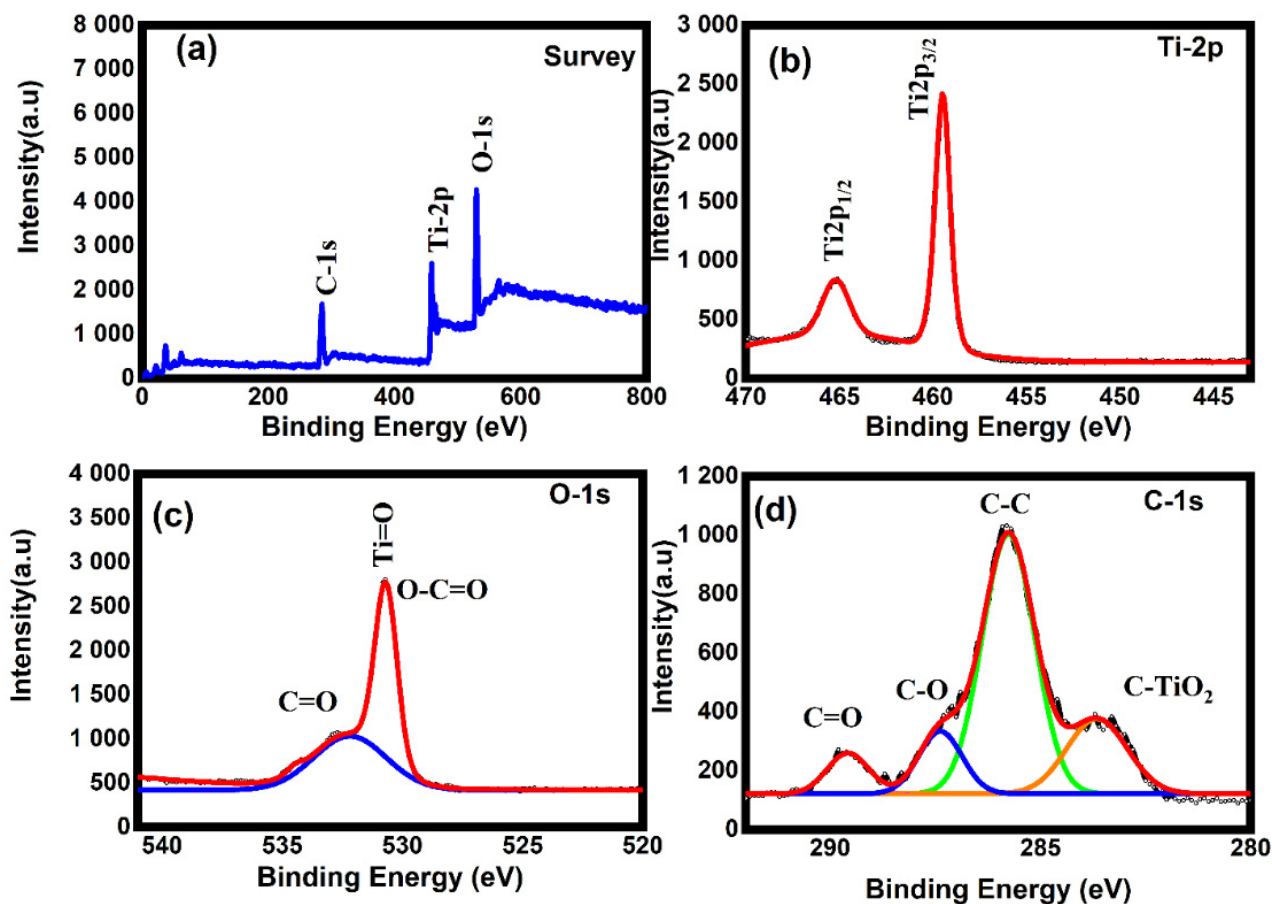 (a)
Survey
Intensity(a.u)
8 000
7 000
6 000
5 000
4 000
3 000
2 000
1 000
0
C-1s
Ti-2p
O-1s
0 200 400 600 800
Binding Energy (eV)
(b)
Ti-2p
Intensity(a.u)
3 000
2 500
2 000
1 500
1 000
500
0
Ti2p1/2
Ti2p3/2
470 465 460 455 450 445
Binding Energy (eV)
(c)
O-1s
Intensity(a.u)
4 000
3 500
3 000
2 500
2 000
1 500
1 000
500
0
C=O
Ti=O
O-C=O
540 535 530 525 520
Binding Energy (eV)
(d)
C-1s
Intensity(a.u)
1 200
1 000
800
600
400
200
0
C=O
C-O
C-C
C-TiO2
290 285 280
Binding Energy (eV)